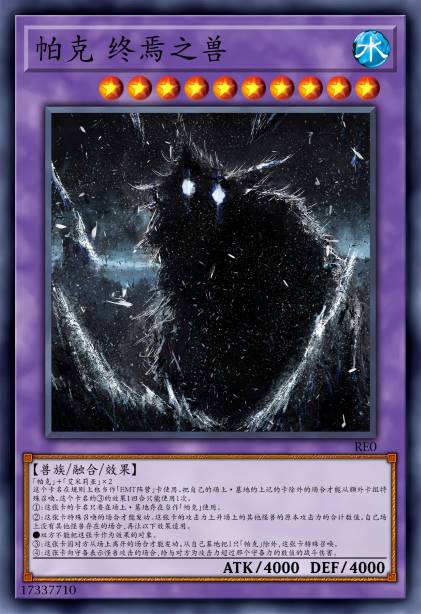 帕克 终焉之兽
水
RE0
【兽族/融合/效果】
「帕克」+「艾米莉亚」×2
这个卡名在规则上也当作「EMT阵营」卡使用。把自己的场上·墓地的上记的卡除外的场合才能从额外卡组特
殊召唤。这个卡名的③的效果1回合只能使用1次。
①:这张卡的卡名只要在场上·墓地存在当作「帕克」使用。
②:这张卡特殊召唤的场合才能发动。这张卡的攻击力上升场上的其他怪兽的原本攻击力的合计数值。自己场
上没有其他怪兽存在的场合,再让以下效果适用。
●双方不能把这张卡作为效果的对象。
③:这张卡因对方从场上离开的场合才能发动。从自己墓地把1只「帕克」除外,这张卡特殊召唤。
④:这张卡向守备表示怪兽攻击的场合,给与对方为攻击力超过那个守备力的数值的战斗伤害。
ATK/4000 DEF/4000
17337710